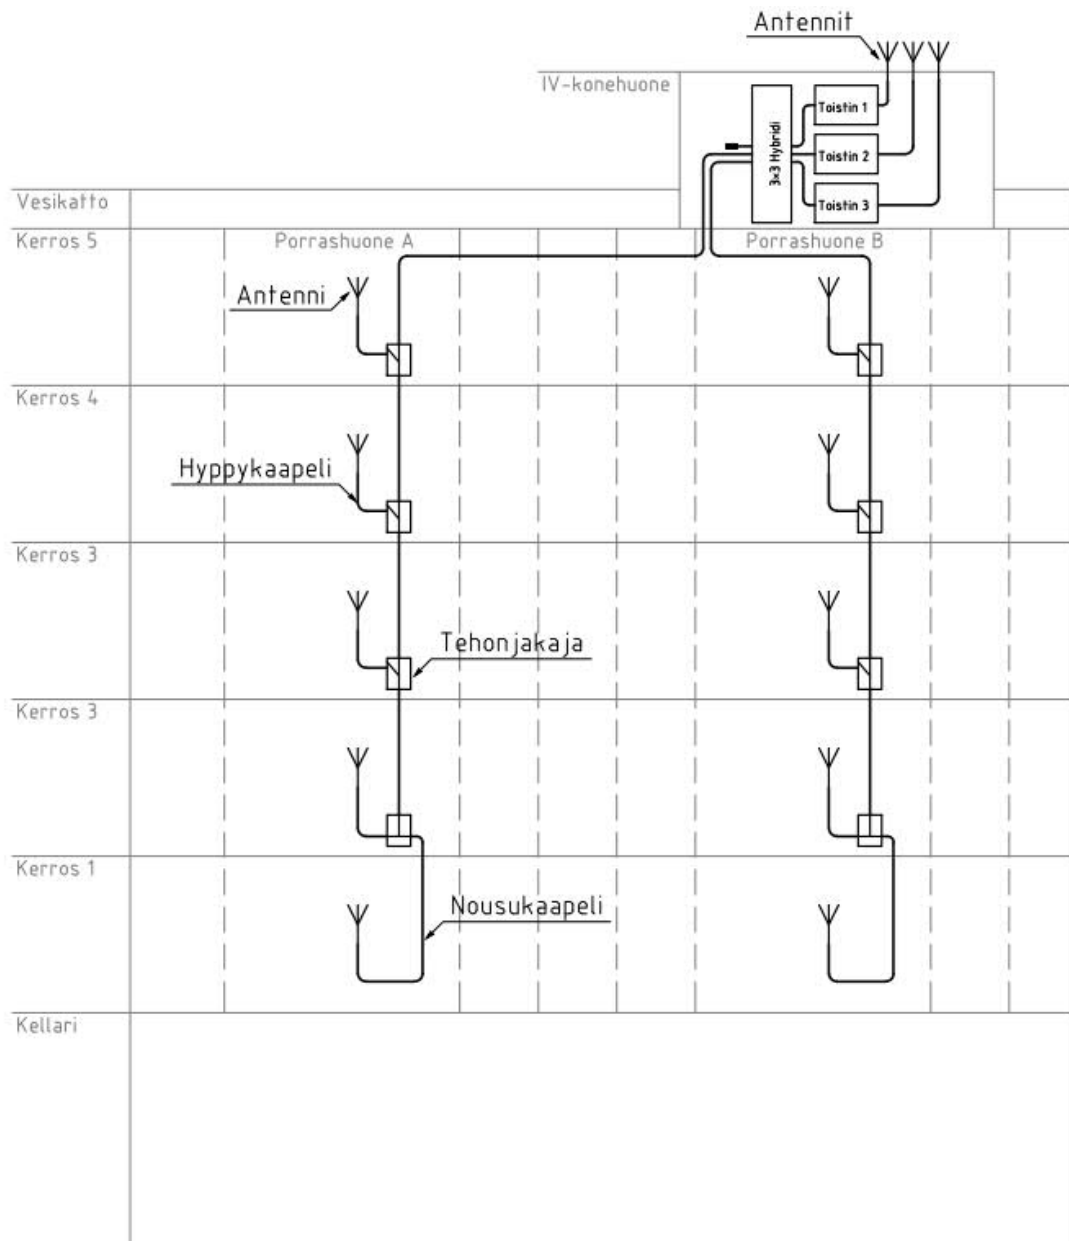 Antennit
IV-konehuone
Toistin 1
3x3 Hybridi
Toistin 2
Toistin 3
Vesikatto
Kerros 5
Porrashuone A
Porrashuone B
Antenni
Kerros 4
Hyppykaapeli
Kerros 3
Tehonjakaja
Kerros 3
Kerros 1
Nousukaapeli
Kellari